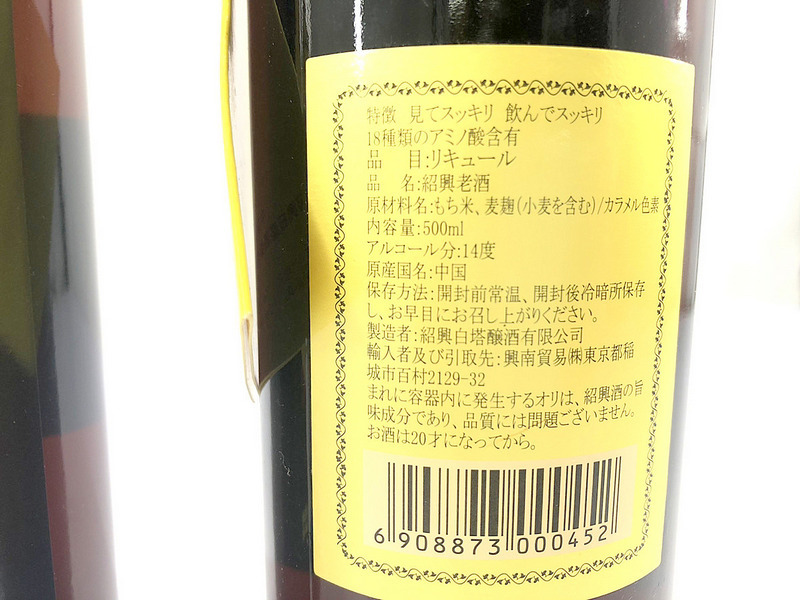 特徴 見てスッキリ 飲んでスッキリ
18種類のアミノ酸含有
品 目:リキュール
品 名:紹興老酒
原材料名:もち米、麦麹(小麦を含む)/カラメル色素
内容量:500ml
アルコール分:14度
原産国名:中国
保存方法:開封前常温、開封後冷暗所保存
し、お早目にお召し上がりください。
製造者:紹興白塔醸酒有限公司
輸入者及び引取先:興南貿易㈱東京都稲
城市百村2129-32
まれに容器内に発生するオリは、紹興酒の旨
味成分であり、品質には問題ございません。
お酒は20才になってから。
6 908873 000452